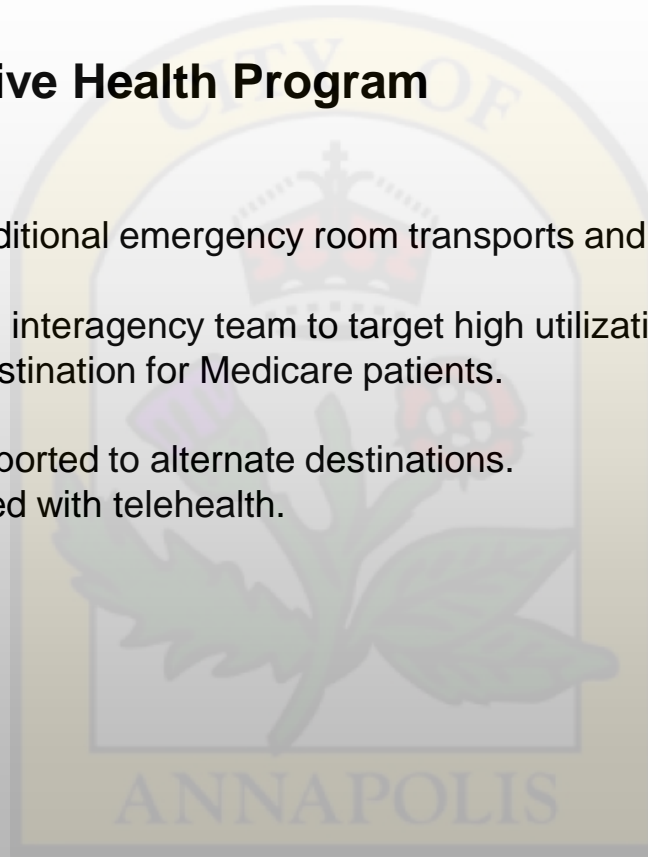 CITY OF
ive Health Program
ditional emergency room transports and
interagency team to target high utilizati
stination for Medicare patients.
ported to alternate destinations.
ed with telehealth.
ANNAPOLIS